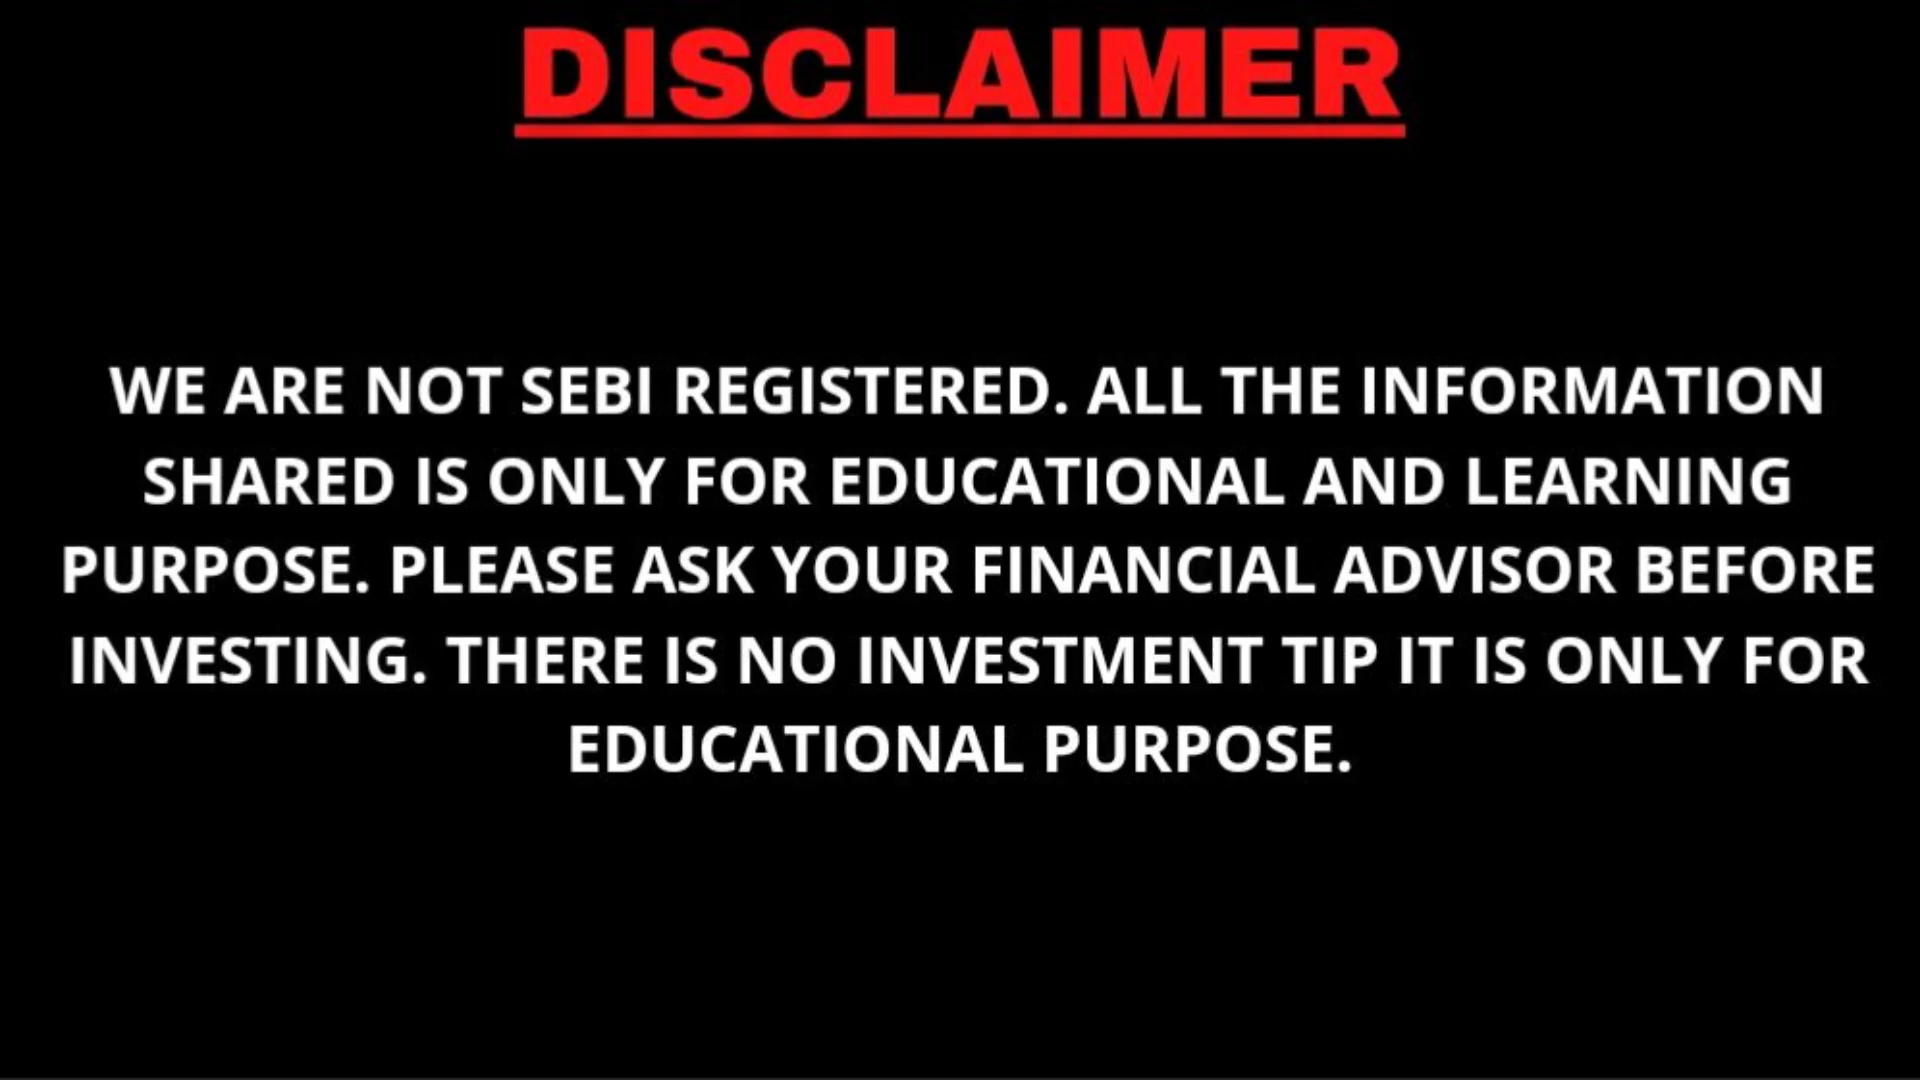 DISCLAIMER
WE ARE NOT SEBI REGISTERED. ALL THE INFORMATION
SHARED IS ONLY FOR EDUCATIONAL AND LEARNING
PURPOSE. PLEASE ASK YOUR FINANCIAL ADVISOR BEFORE
INVESTING. THERE IS NO INVESTMENT TIP IT IS ONLY FOR
EDUCATIONAL PURPOSE.